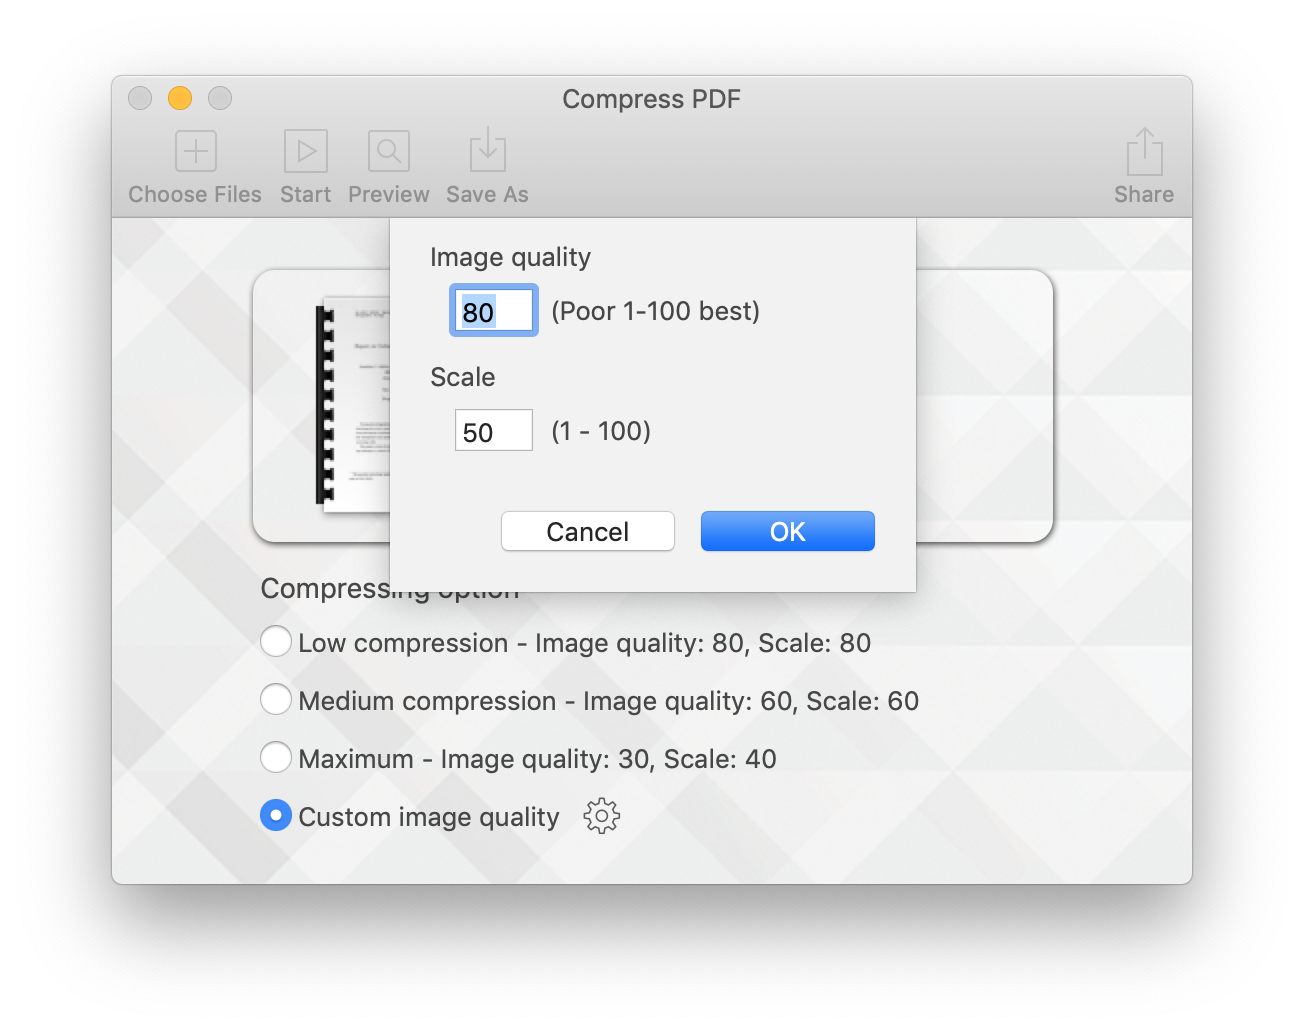 Compress PDF
Choose Files Start Preview Save As Share
Image quality
80 (Poor 1-100 best)
Scale
50 (1 - 100)
Cancel OK
Compressing option
Low compression - Image quality: 80, Scale: 80
Medium compression - Image quality: 60, Scale: 60
Maximum - Image quality: 30, Scale: 40
Custom image quality